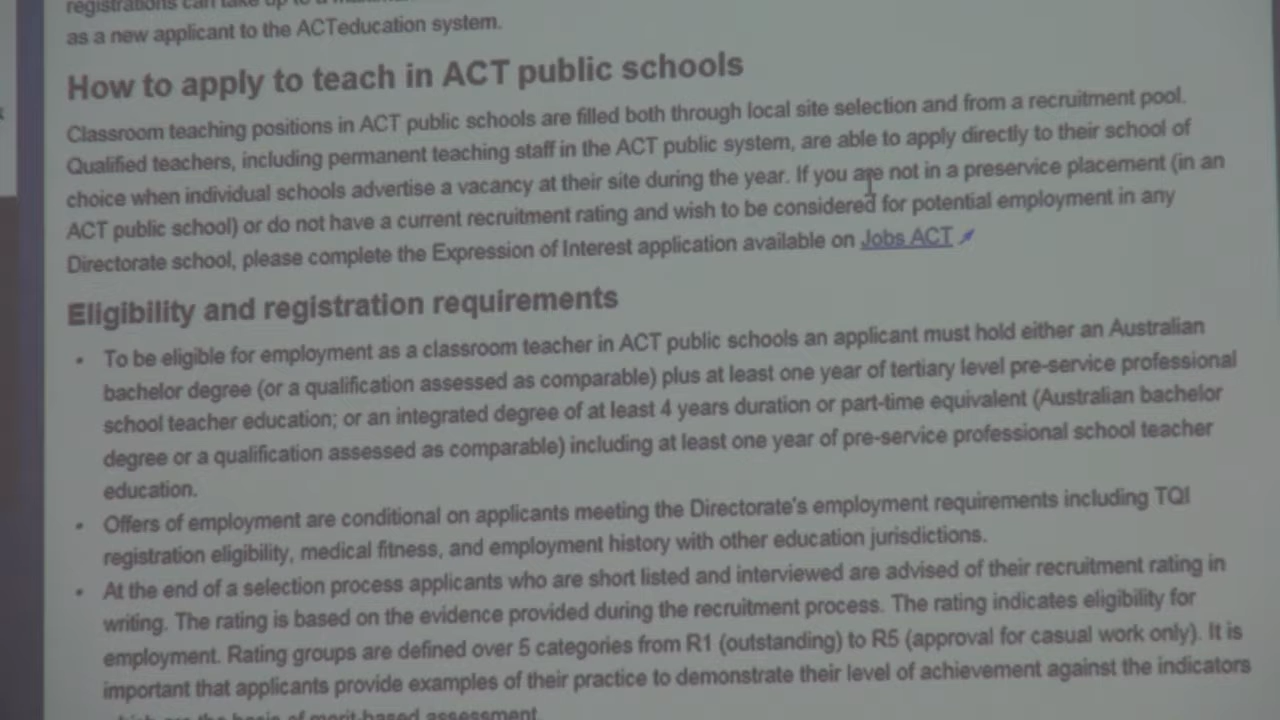 registrations can take up to a
as a new applicant to the ACTeducation system.
How to apply to teach in ACT public schools
Classroom teaching positions in ACT public schools are filled both through local site selection and from a recruitment pool.
Qualified teachers, including permanent teaching staff in the ACT public system, are able to apply directly to their school of
choice when individual schools advertise a vacancy at their site during the year. If you are not in a preservice placement (in an
ACT public school) or do not have a current recruitment rating and wish to be considered for potential employment in any
Directorate school, please complete the Expression of Interest application available on Jobs ACT
Eligibility and registration requirements
• To be eligible for employment as a classroom teacher in ACT public schools an applicant must hold either an Australian
bachelor degree (or a qualification assessed as comparable) plus at least one year of tertiary level pre-service professional
school teacher education; or an integrated degree of at least 4 years duration or part-time equivalent (Australian bachelor
degree or a qualification assessed as comparable) including at least one year of pre-service professional school teacher
education.
• Offers of employment are conditional on applicants meeting the Directorate's employment requirements including TQI
registration eligibility, medical fitness, and employment history with other education jurisdictions.
• At the end of a selection process applicants who are short listed and interviewed are advised of their recruitment rating in
writing. The rating is based on the evidence provided during the recruitment process. The rating indicates eligibility for
employment. Rating groups are defined over 5 categories from R1 (outstanding) to R5 (approval for casual work only). It is
important that applicants provide examples of their practice to demonstrate their level of achievement against the indicators
which are the basis of merit-based assessment.